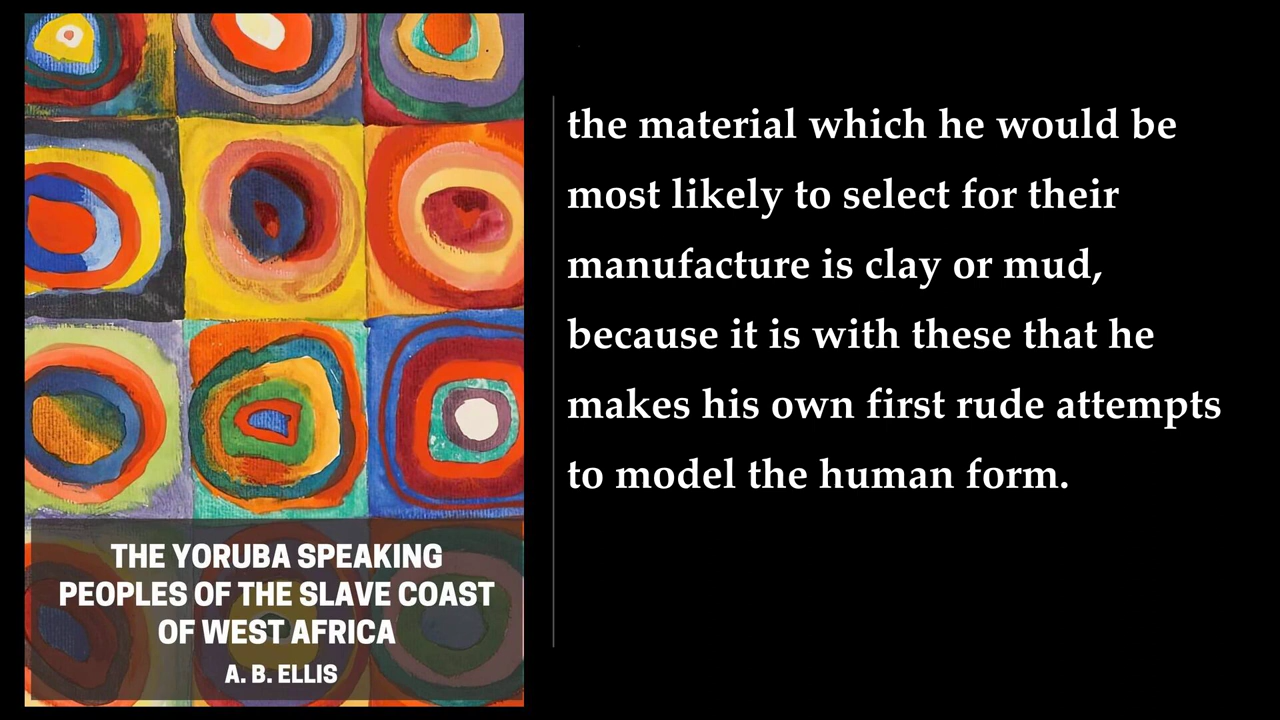 THE YORUBA SPEAKING
PEOPLES OF THE SLAVE COAST
OF WEST AFRICA
A. B. ELLIS
the material which he would be
most likely to select for their
manufacture is clay or mud,
because it is with these that he
makes his own first rude attempts
to model the human form.